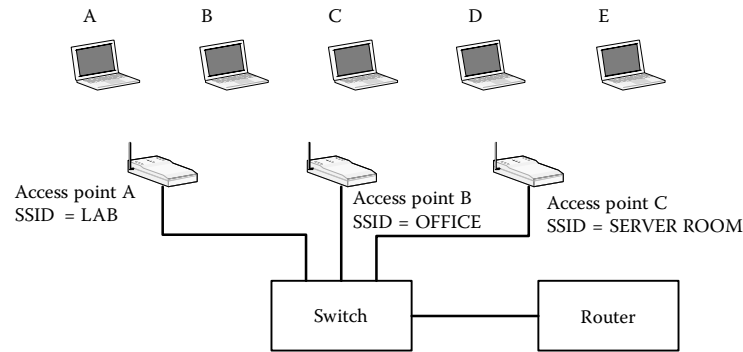 A B C D E
Access point A
SSID = LAB
Access point B
SSID = OFFICE
Access point C
SSID = SERVER ROOM
Switch
Router